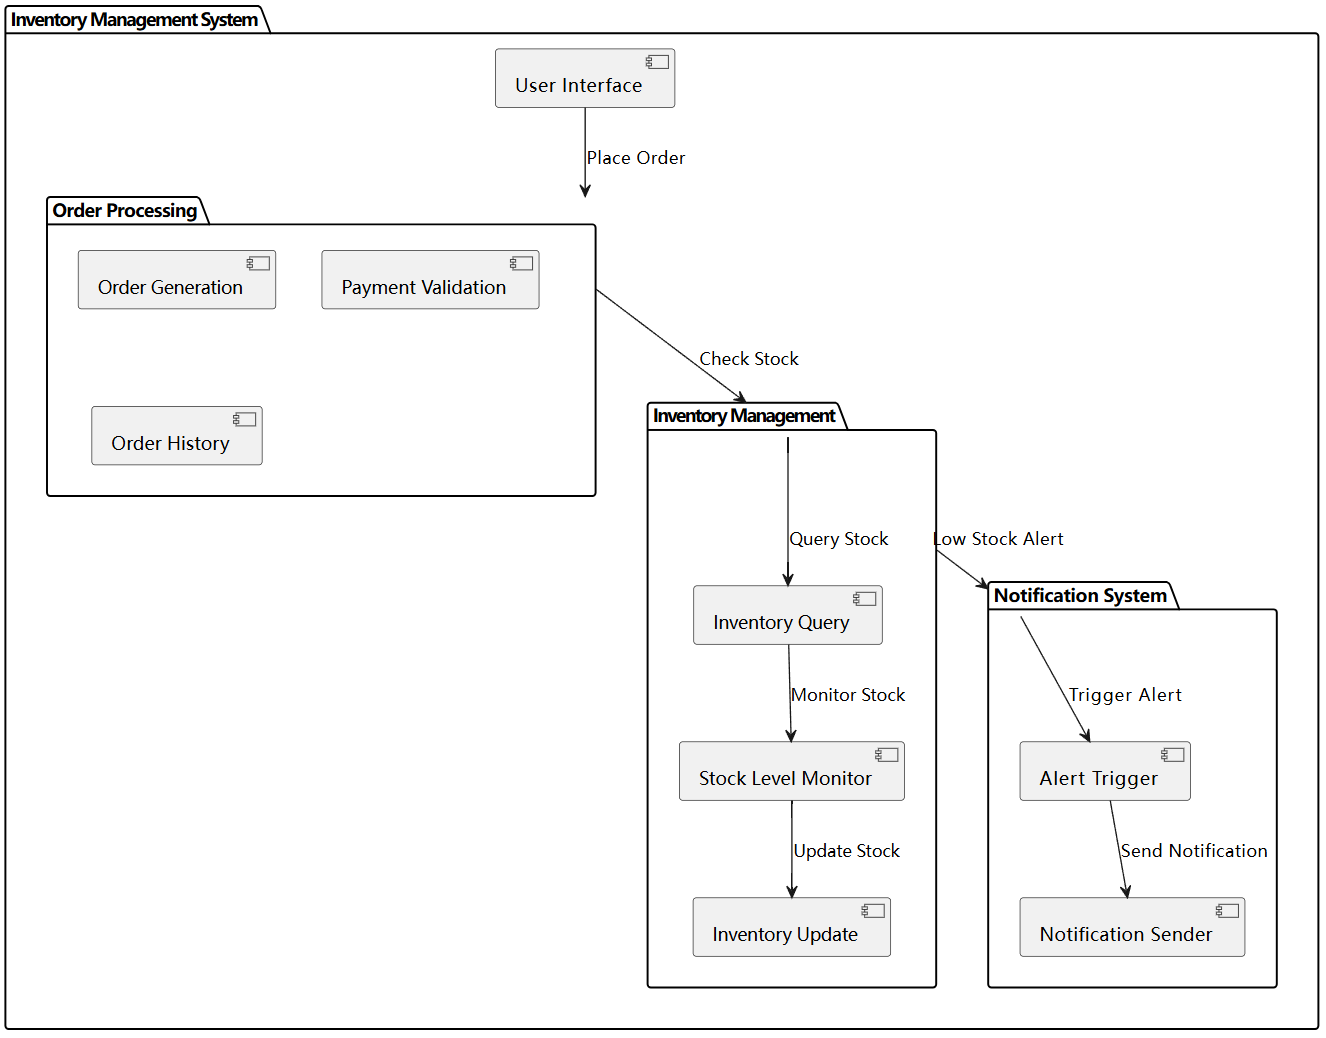 Inventory Management System
User Interface
Place Order
Order Processing
Order Generation
Payment Validation
Order History
Check Stock
Inventory Management
Query Stock
Low Stock Alert
Inventory Query
Notification System
Monitor Stock
Trigger Alert
Stock Level Monitor
Alert Trigger
Update Stock
Send Notification
Inventory Update
Notification Sender